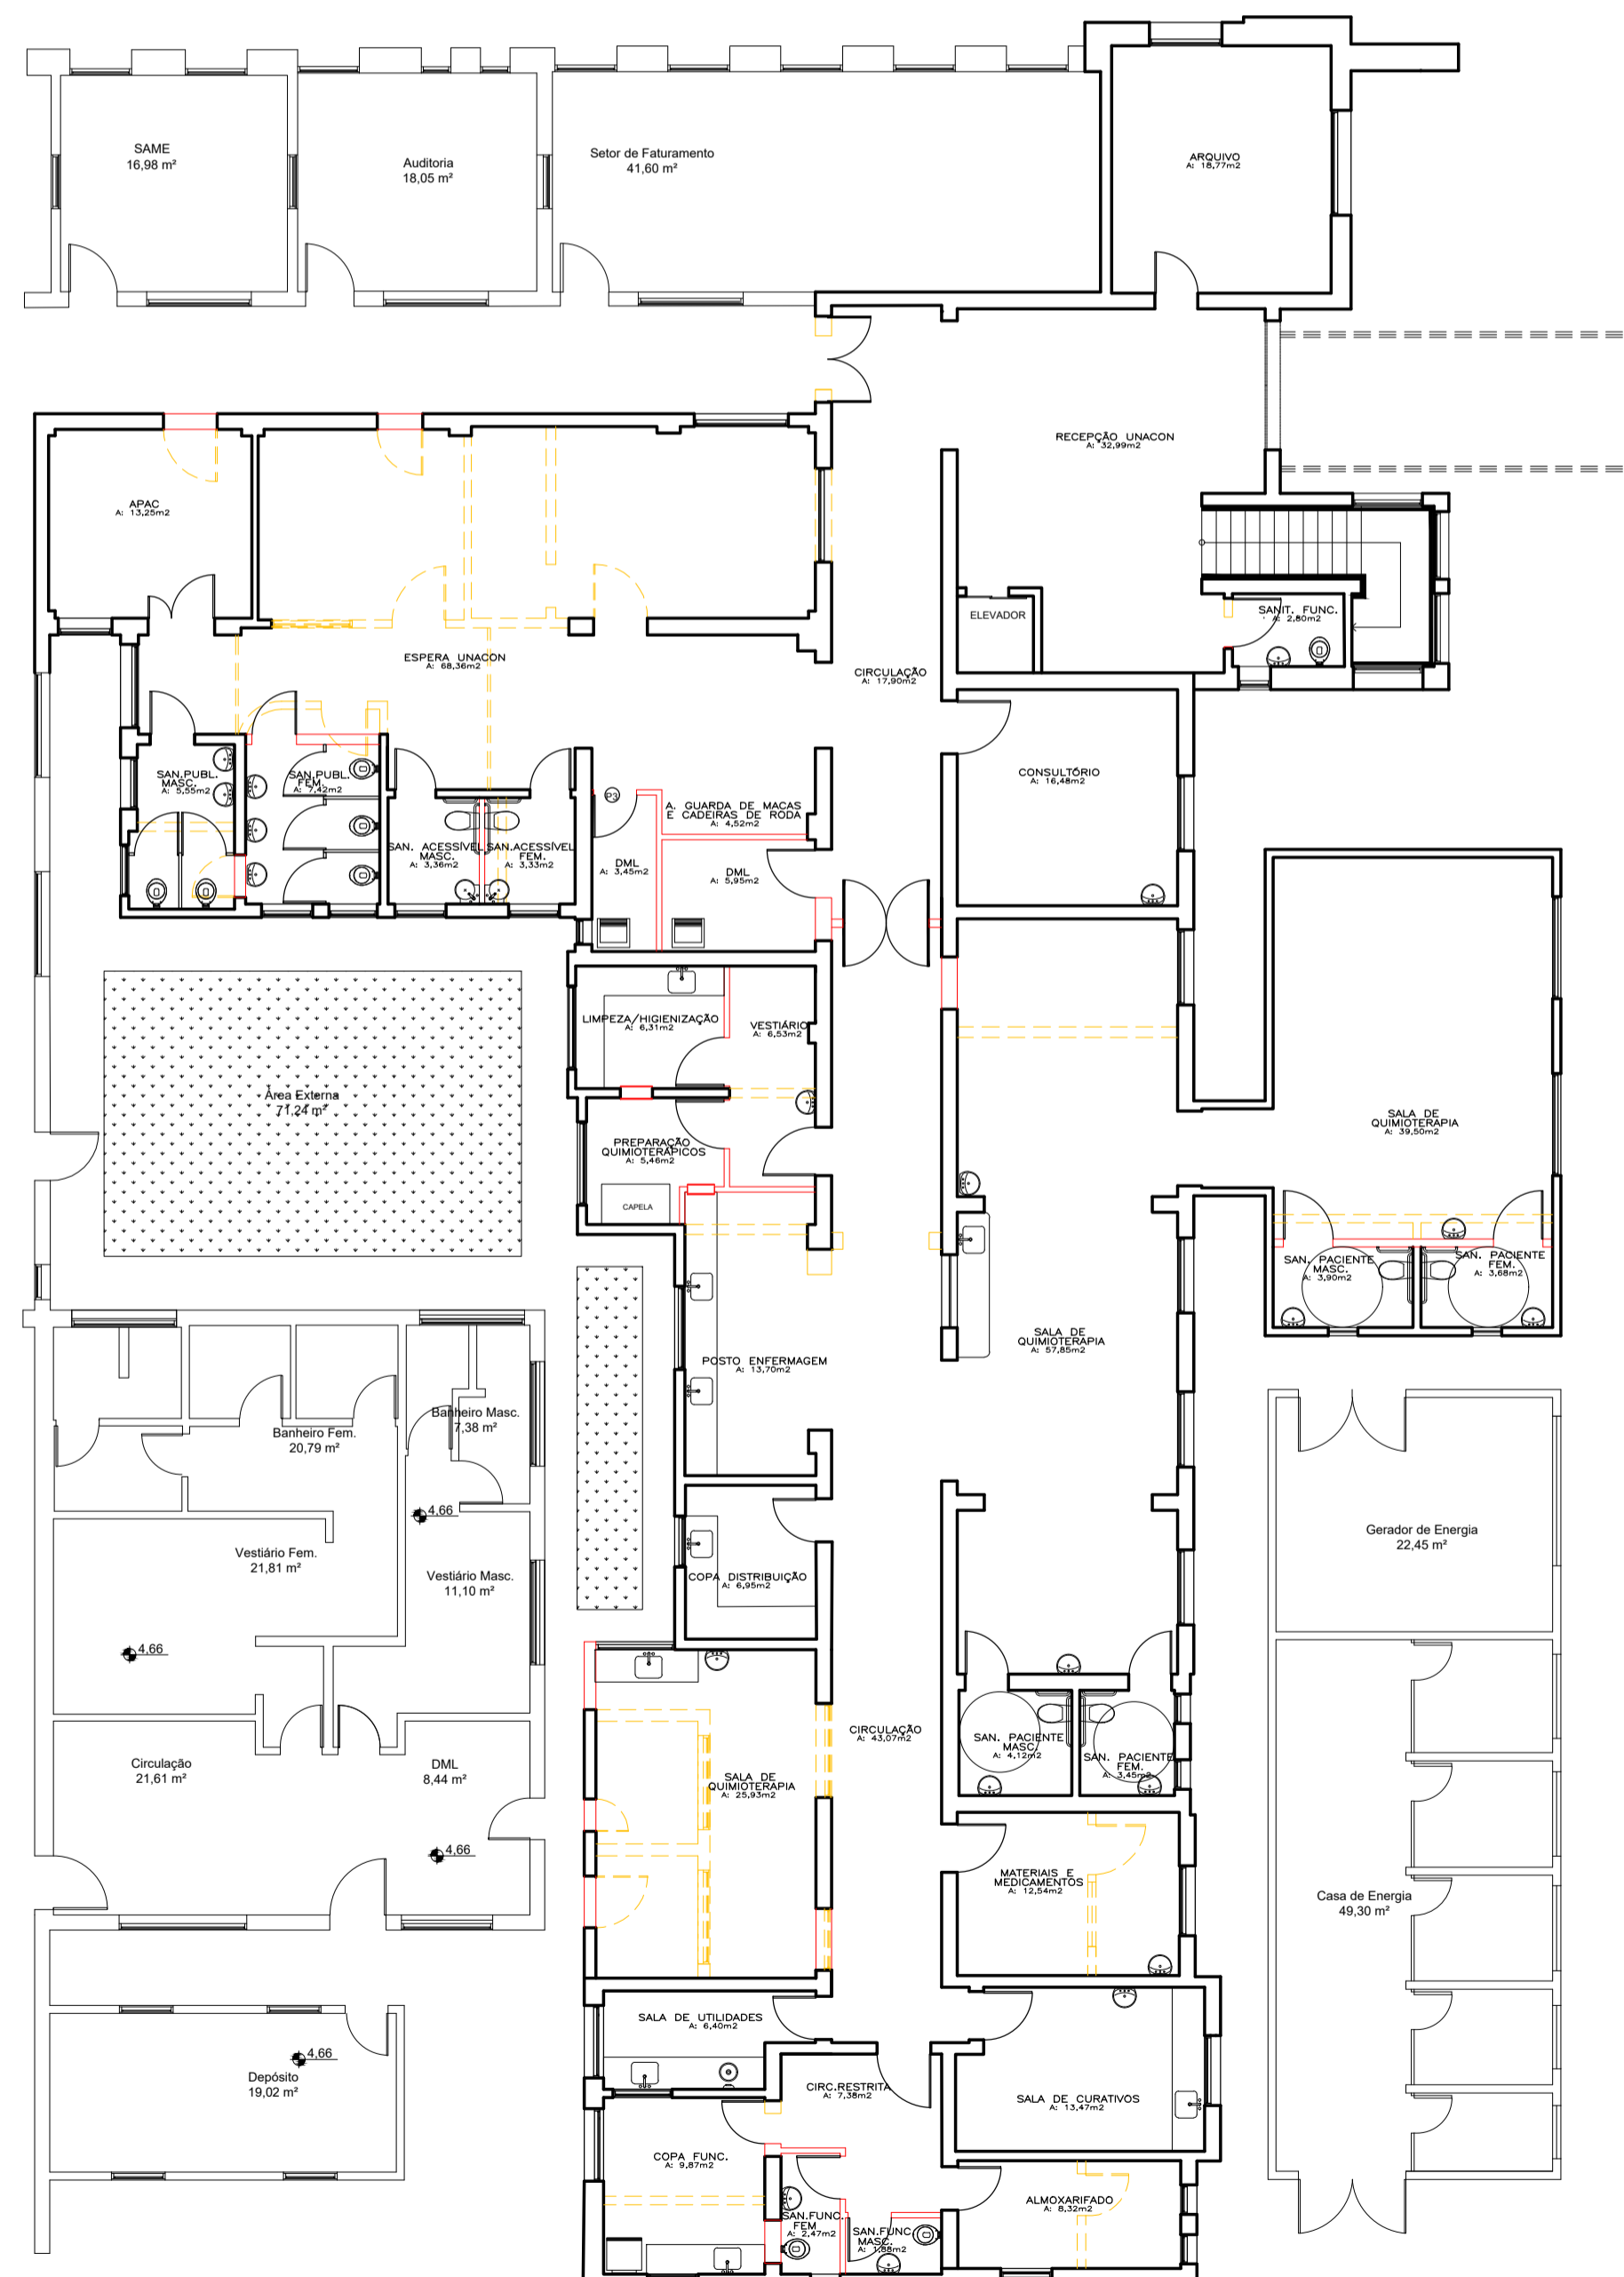 SAME
16,98 m²
Auditoria
18,05 m²
Setor de Faturamento
41,60 m²
ARQUIVO
A: 18,77m2
RECEPÇÃO UNACON
A: 32,99m2
APAC
A: 13,25m2
ELEVADOR
SANIT. FUNC.
A: 2,80m2
ESPERA UNACON
A: 68,36m2
CIRCULAÇÃO
A: 17,90m2
CONSULTÓRIO
A: 16,48m2
SAN.PUBL.
MASC.
A: 5,55m2
SAN.PUBL.
FEM.
A: 7,42m2
P3
A. GUARDA DE MACAS
E CADEIRAS DE RODA
A: 4,52m2
SAN. ACESSÍVEL
MASC.
A: 3,36m2
SAN.ACESSÍVEL
FEM.
A: 3,33m2
DML
A: 3,45m2
DML
A: 5,95m2
LIMPEZA/HIGIENIZAÇÃO
A: 6,31m2
VESTIÁRIO
A: 6,53m2
Área Externa
71,24 m²
PREPARAÇÃO
QUIMIOTERÁPICOS
A: 5,46m2
CAPELA
SALA DE
QUIMIOTERAPIA
A: 39,50m2
SAN. PACIENTE
MASC.
A: 3,90m2
SAN. PACIENTE
FEM.
A: 3,68m2
SALA DE
QUIMIOTERAPIA
A: 57,85m2
POSTO ENFERMAGEM
A: 13,70m2
Banheiro Masc.
7,38 m²
Banheiro Fem.
20,79 m²
4,66
Vestiário Fem.
21,81 m²
Vestiário Masc.
11,10 m²
4,66
COPA DISTRIBUIÇÃO
A: 6,95m2
Gerador de Energia
22,45 m²
CIRCULAÇÃO
A: 43,07m2
SAN. PACIENTE
MASC.
A: 4,12m2
SAN. PACIENTE
FEM.
A: 3,45m2
Circulação
21,61 m²
DML
8,44 m²
4,66
SALA DE
QUIMIOTERAPIA
A: 25,93m2
MATERIAIS E
MEDICAMENTOS
A: 12,54m2
Casa de Energia
49,30 m²
SALA DE UTILIDADES
A: 6,40m2
4,66
Depósito
19,02 m²
CIRC.RESTRITA
A: 7,38m2
SALA DE CURATIVOS
A: 13,47m2
COPA FUNC.
A: 9,87m2
ALMOXARIFADO
A: 8,32m2
SAN.FUNC.
FEM
A: 2,47m2
SAN.FUNC.
MASC.
A: 1,88m2